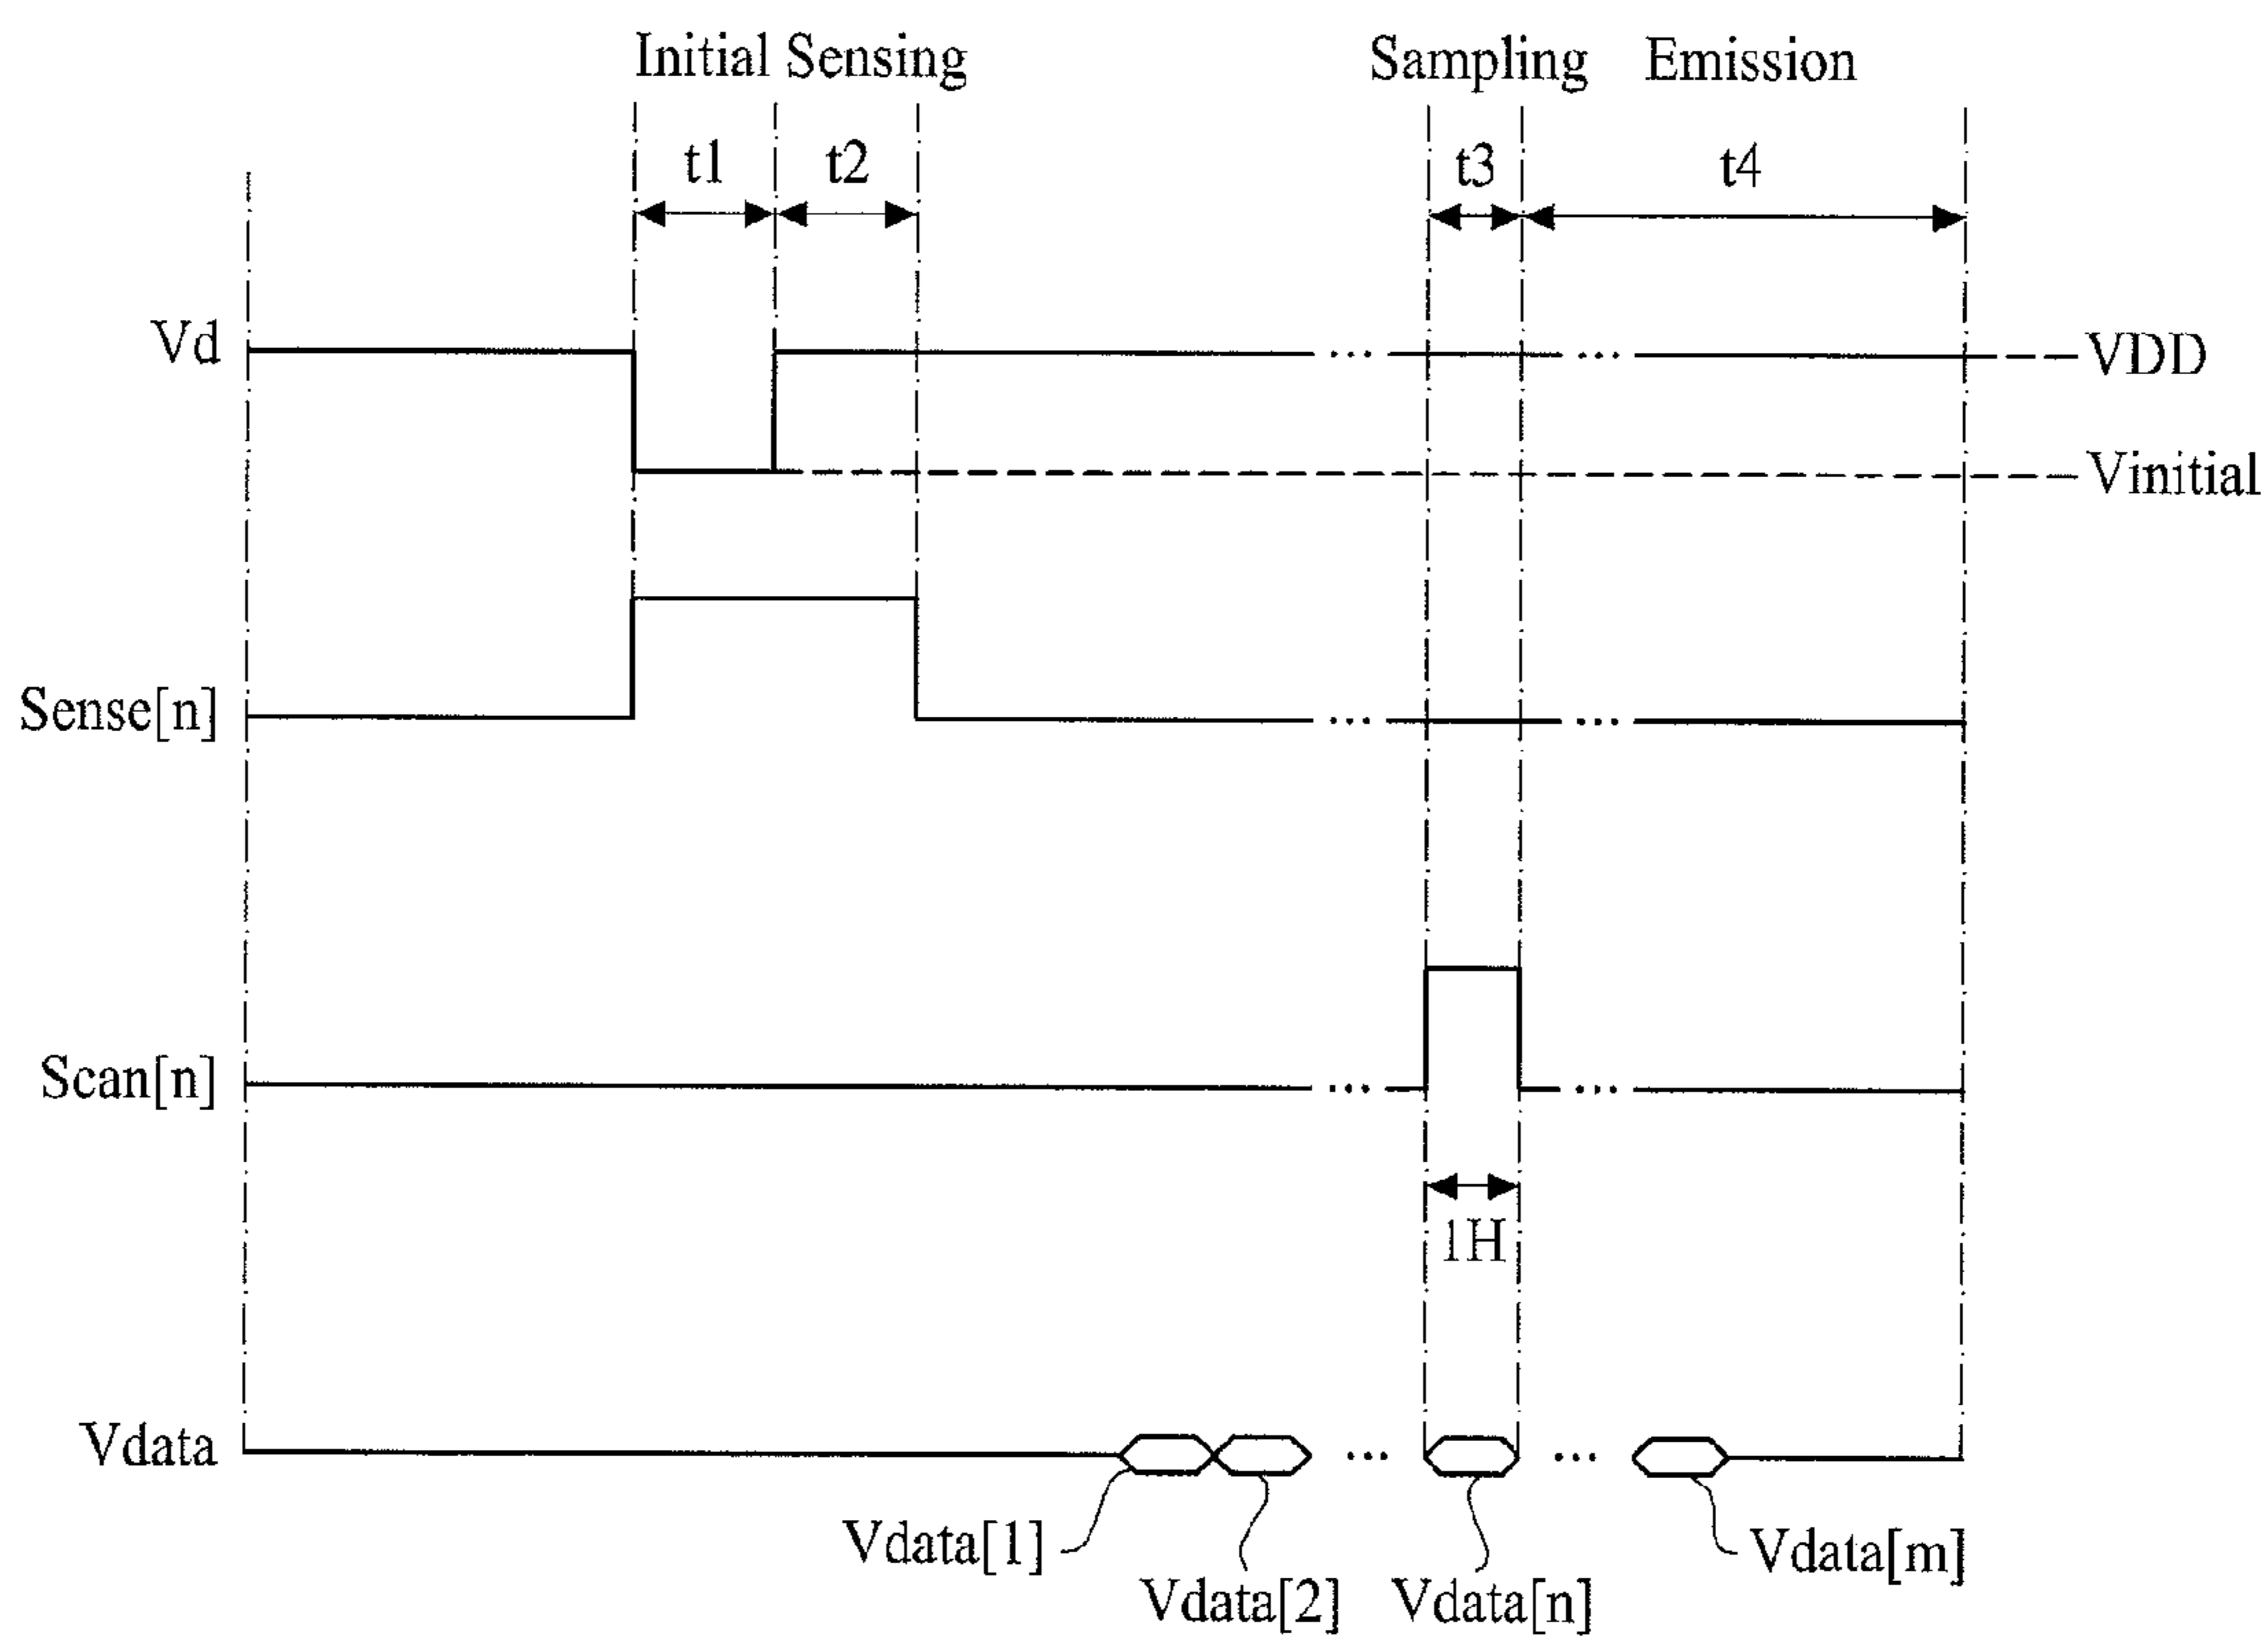 Initial Sensing Sampling Emission
t1 t2 t3 t4
Vd VDD
Vinitial
Sense[n]
... ...
Scan[n]
1H
Vdata
Vdata[1]
Vdata[2] Vdata[n] Vdata[m]